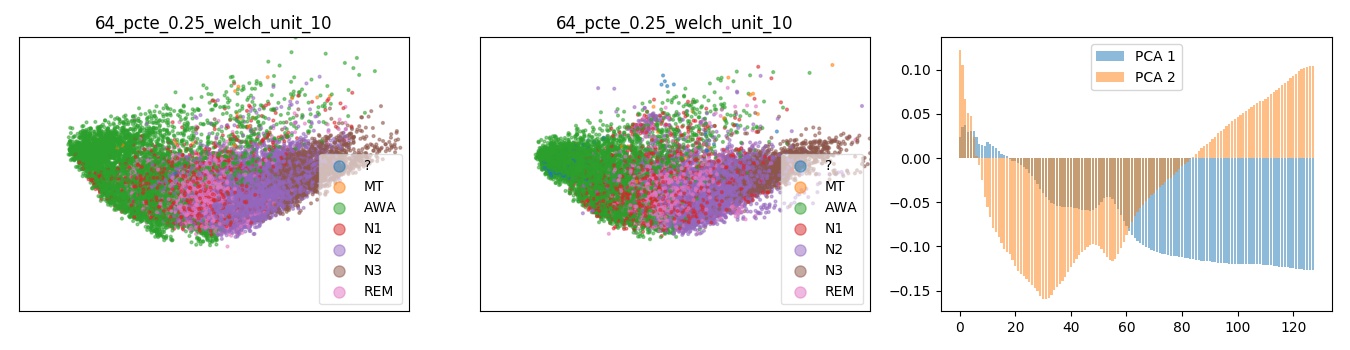 64_pcte_0.25_welch_unit_10
?
MT
AWA
N1
N2
N3
REM
64_pcte_0.25_welch_unit_10
?
MT
AWA
N1
N2
N3
REM
PCA 1
PCA 2
0.10
0.05
0.00
−0.05
−0.10
−0.15
0 20 40 60 80 100 120